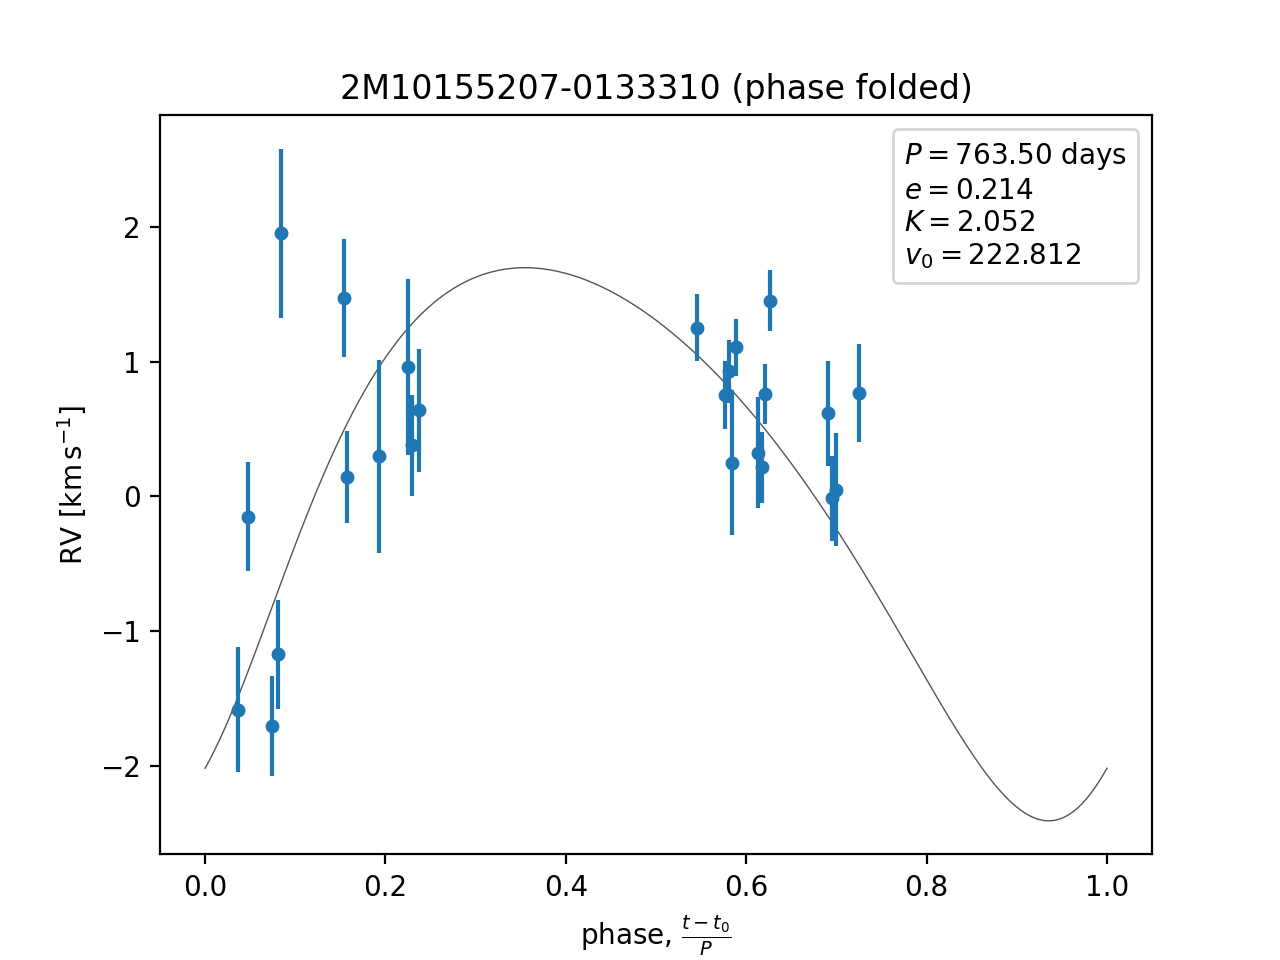 2M10155207-0133310 (phase folded)
P = 763.50 days
e = 0.214
K = 2.052
v₀ = 222.812
2
1
0
−1
−2
RV [km s⁻¹]
0.0 0.2 0.4 0.6 0.8 1.0
phase, (t − t₀)/P